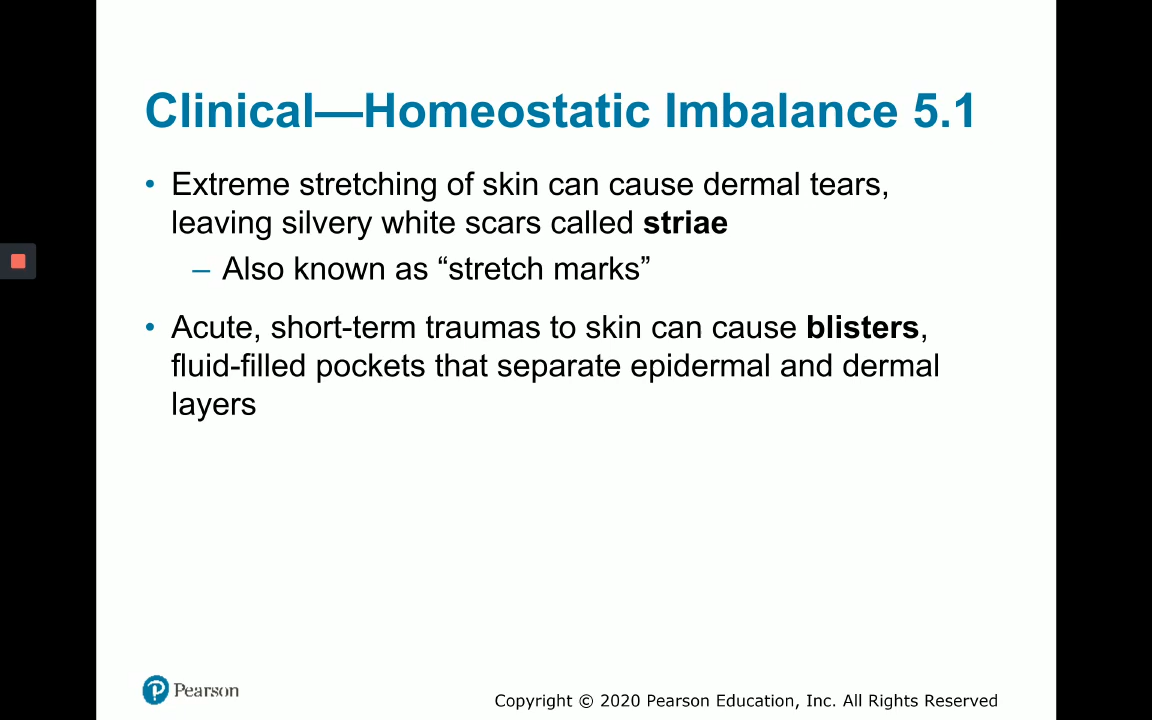 Clinical—Homeostatic Imbalance 5.1
• Extreme stretching of skin can cause dermal tears,
leaving silvery white scars called striae
– Also known as “stretch marks”
• Acute, short-term traumas to skin can cause blisters,
fluid-filled pockets that separate epidermal and dermal
layers
Pearson
Copyright © 2020 Pearson Education, Inc. All Rights Reserved